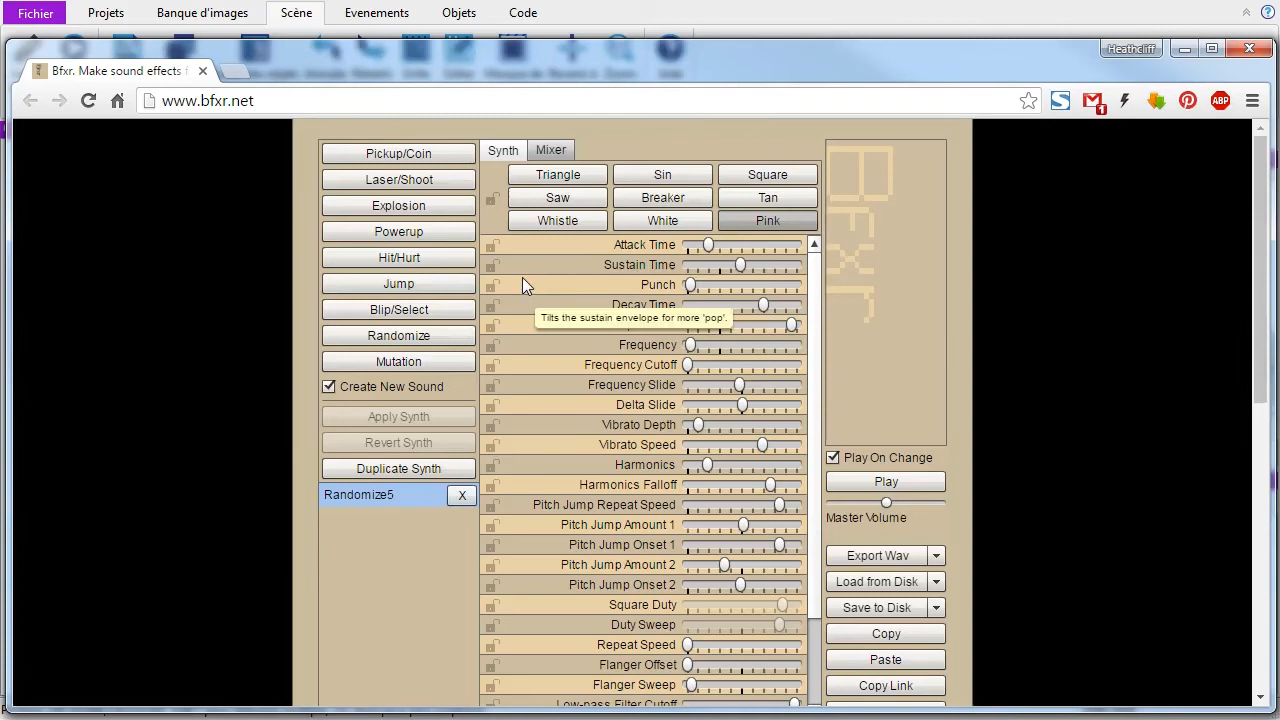 Fichier Projets Banque d'images Scène Evenements Objets Code
Heathcliff
Bfxr. Make sound effects f
www.bfxr.net
1 ABP
Pickup/Coin
Laser/Shoot
Explosion
Powerup
Hit/Hurt
Jump
Blip/Select
Randomize
Mutation
Create New Sound
Apply Synth
Revert Synth
Duplicate Synth
Randomize5 X
Synth Mixer
Triangle Sin Square
Saw Breaker Tan
Whistle White Pink
Attack Time
Sustain Time
Punch
Decay Time
Tilts the sustain envelope for more 'pop'.
Frequency
Frequency Cutoff
Frequency Slide
Delta Slide
Vibrato Depth
Vibrato Speed
Harmonics
Harmonics Falloff
Pitch Jump Repeat Speed
Pitch Jump Amount 1
Pitch Jump Onset 1
Pitch Jump Amount 2
Pitch Jump Onset 2
Square Duty
Duty Sweep
Repeat Speed
Flanger Offset
Flanger Sweep
Low-pass Filter Cutoff
Bfxr
Play On Change
Play
Master Volume
Export Wav
Load from Disk
Save to Disk
Copy
Paste
Copy Link